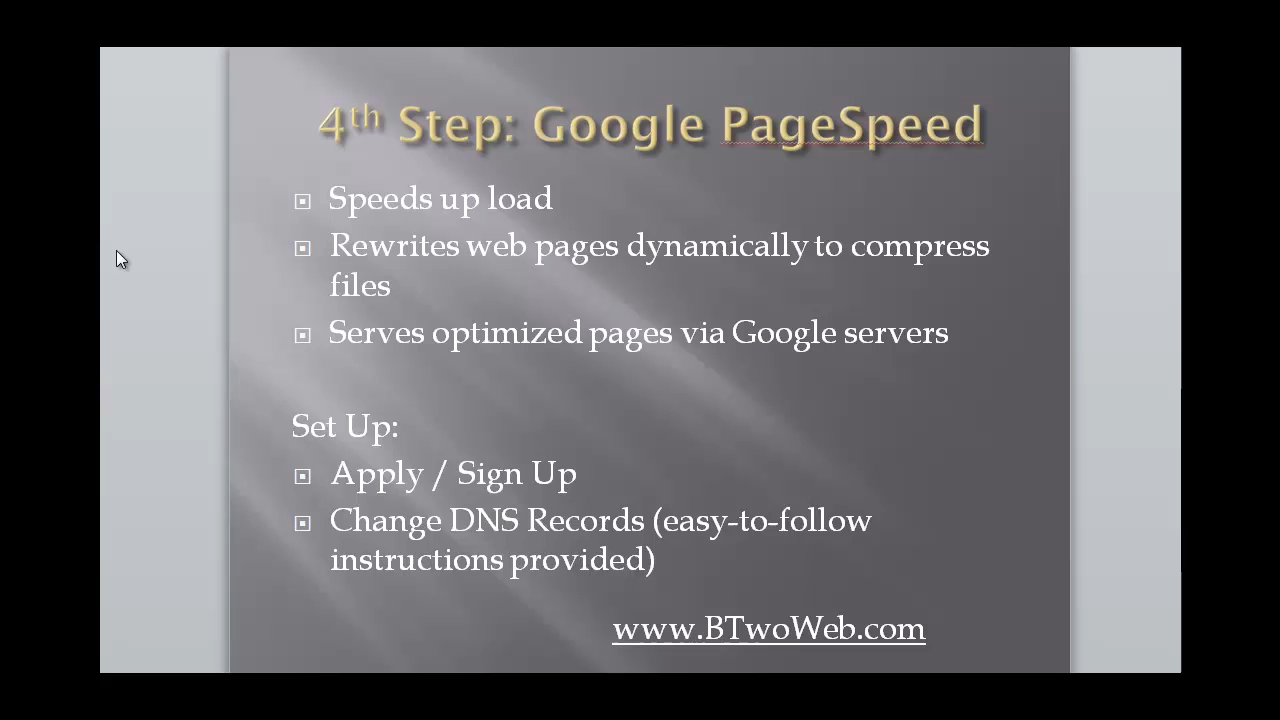 4th Step: Google PageSpeed
Speeds up load
Rewrites web pages dynamically to compress
files
Serves optimized pages via Google servers
Set Up:
Apply / Sign Up
Change DNS Records (easy-to-follow
instructions provided)
www.BTwoWeb.com